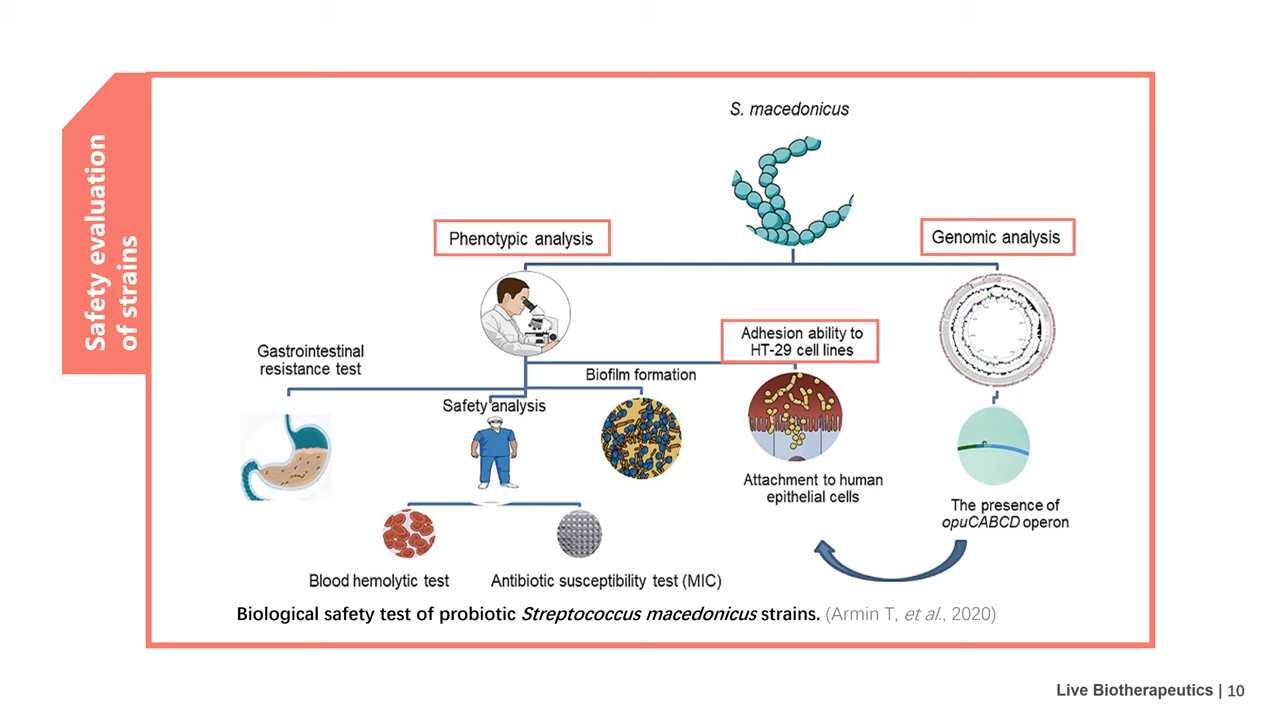 Safety evaluation
of strains
S. macedonicus
Phenotypic analysis
Genomic analysis
Adhesion ability to
HT-29 cell lines
Gastrointestinal
resistance test
Biofilm formation
Safety analysis
Attachment to human
epithelial cells
The presence of
opuCABCD operon
Blood hemolytic test
Antibiotic susceptibility test (MIC)
Biological safety test of probiotic Streptococcus macedonicus strains. (Armin T, et al., 2020)
Live Biotherapeutics | 10